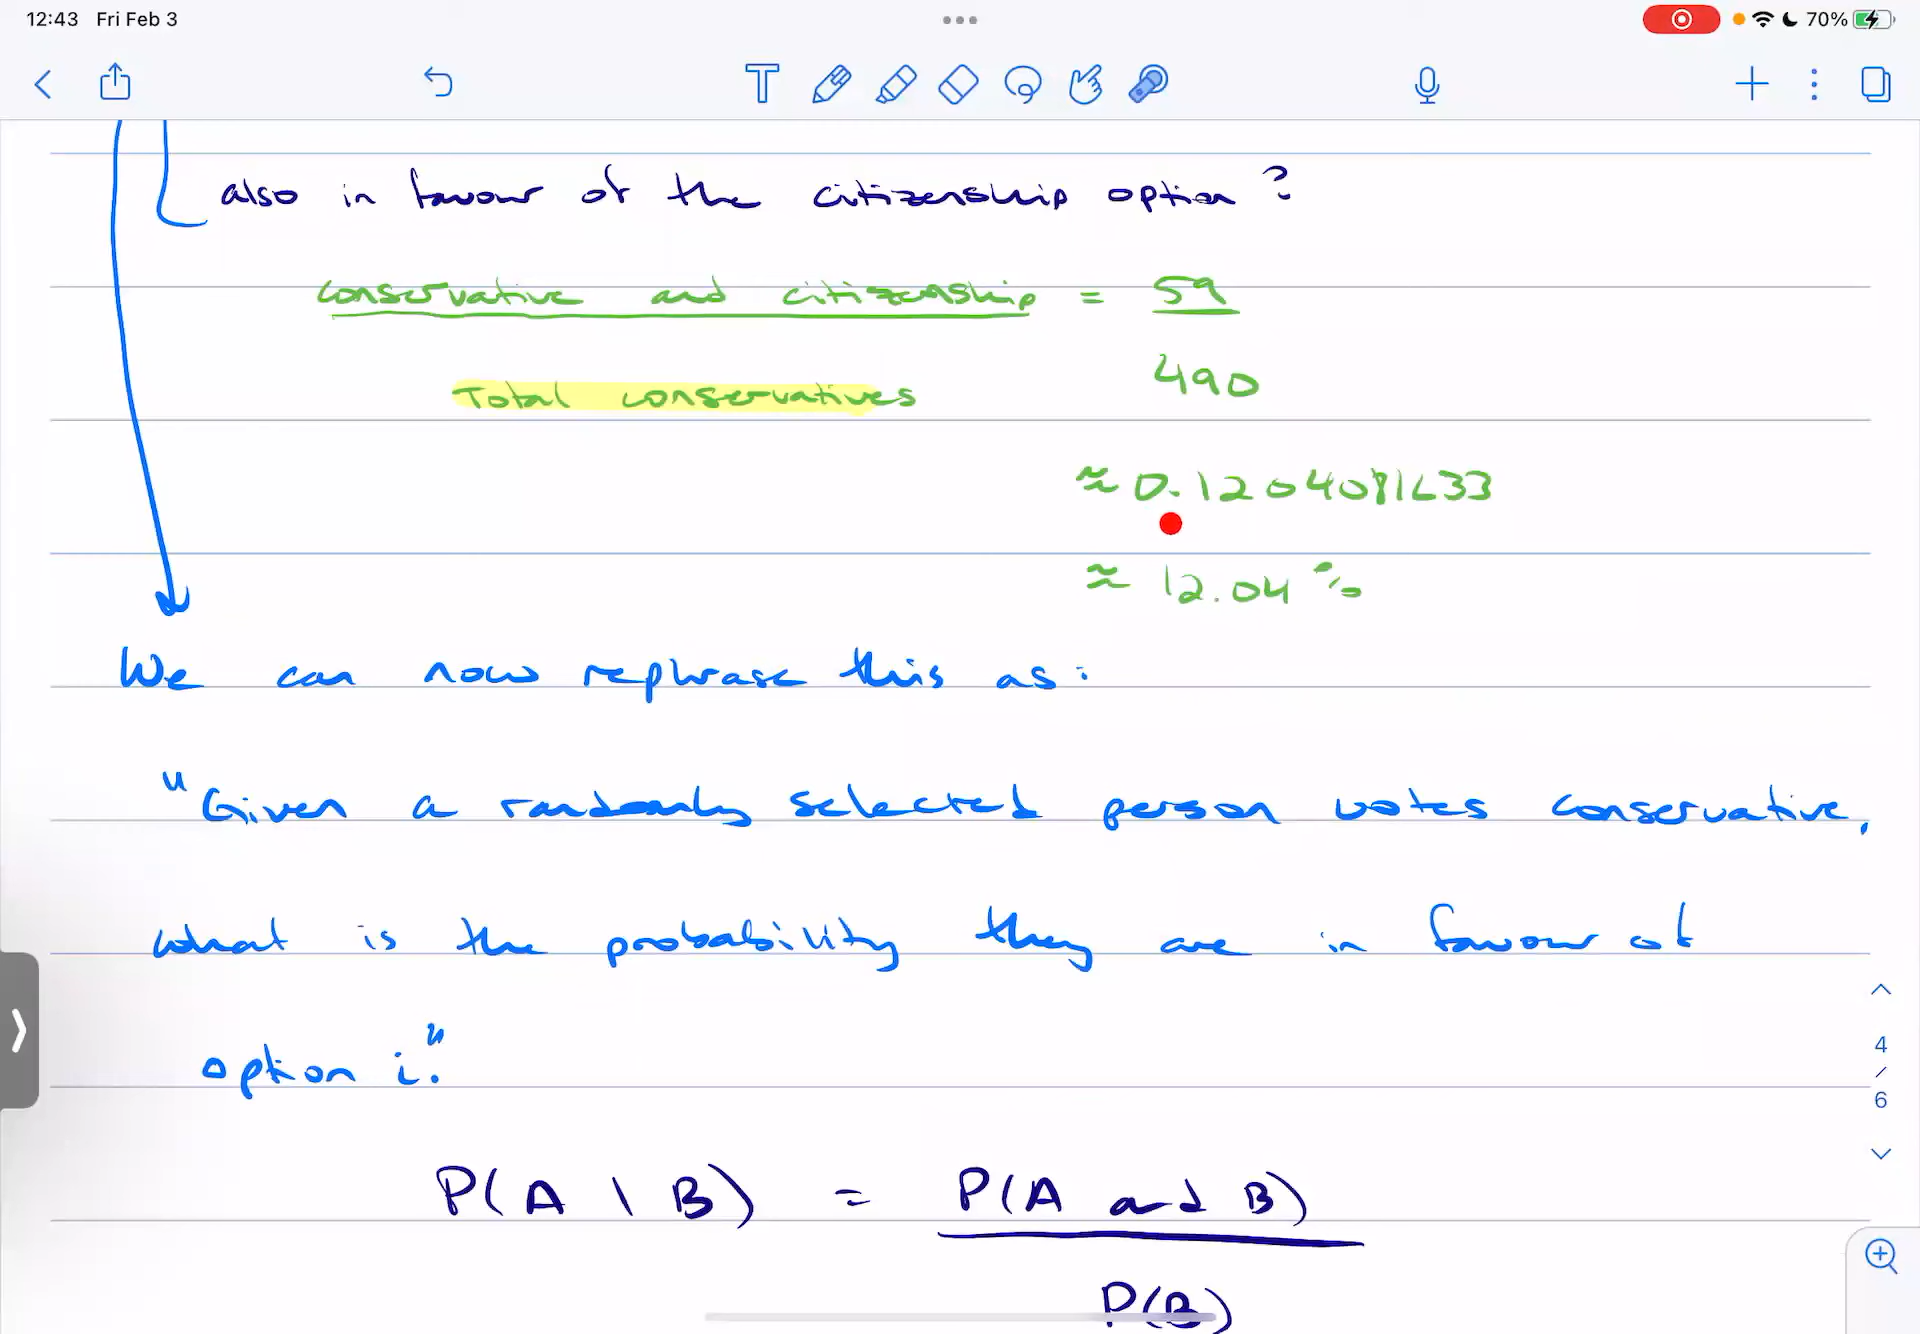 12:43 Fri Feb 3
70%
also in favour of the citizenship option?
conservative and citizenship = 59
Total conservatives 490
≈ 0.1204081633
≈ 12.04 %
We can now rephrase this as:
"Given a randomly selected person votes conservative,
what is the probability they are in favour of
option i."
4
/
6
P(A | B) = P(A and B)
P(B)